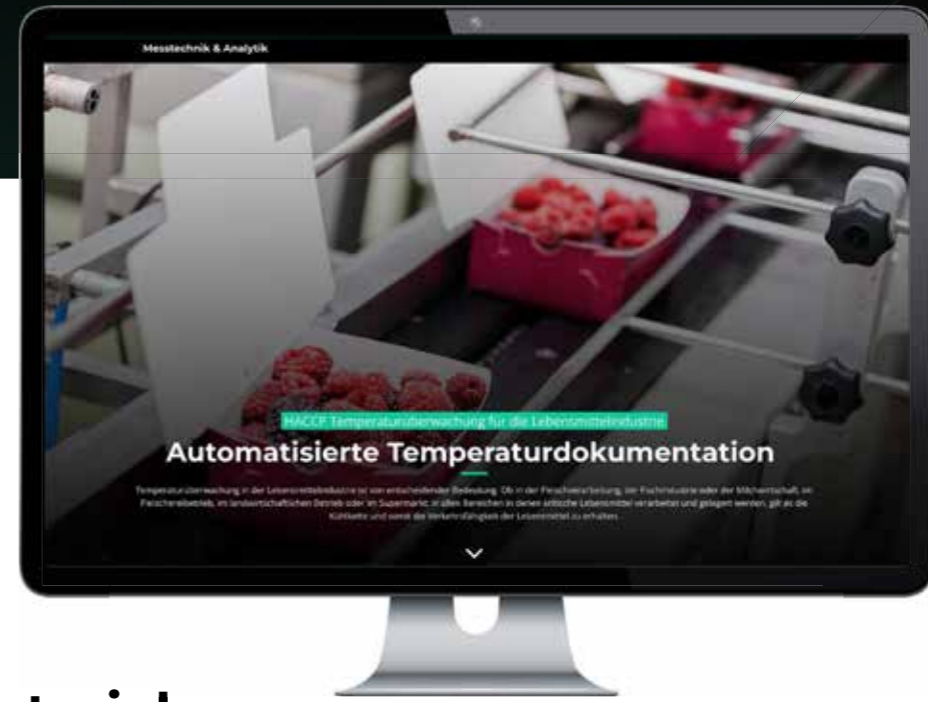 Messtechnik & Analytik
HACCP Temperaturüberwachung für die Lebensmittelindustrie
Automatisierte Temperaturdokumentation
Temperaturüberwachung in der Lebensmittelindustrie ist von entscheidender Bedeutung. Ob in der Fleischverarbeitung, der Fischindustrie oder der Milchwirtschaft, im
Fleischereibetrieb, im landwirtschaftlichen Betrieb oder im Supermarkt: in allen Bereichen in denen kritische Lebensmittel verarbeitet und gelagert werden, gilt es die
Kühlkette und somit die Verkehrsfähigkeit der Lebensmittel zu erhalten.